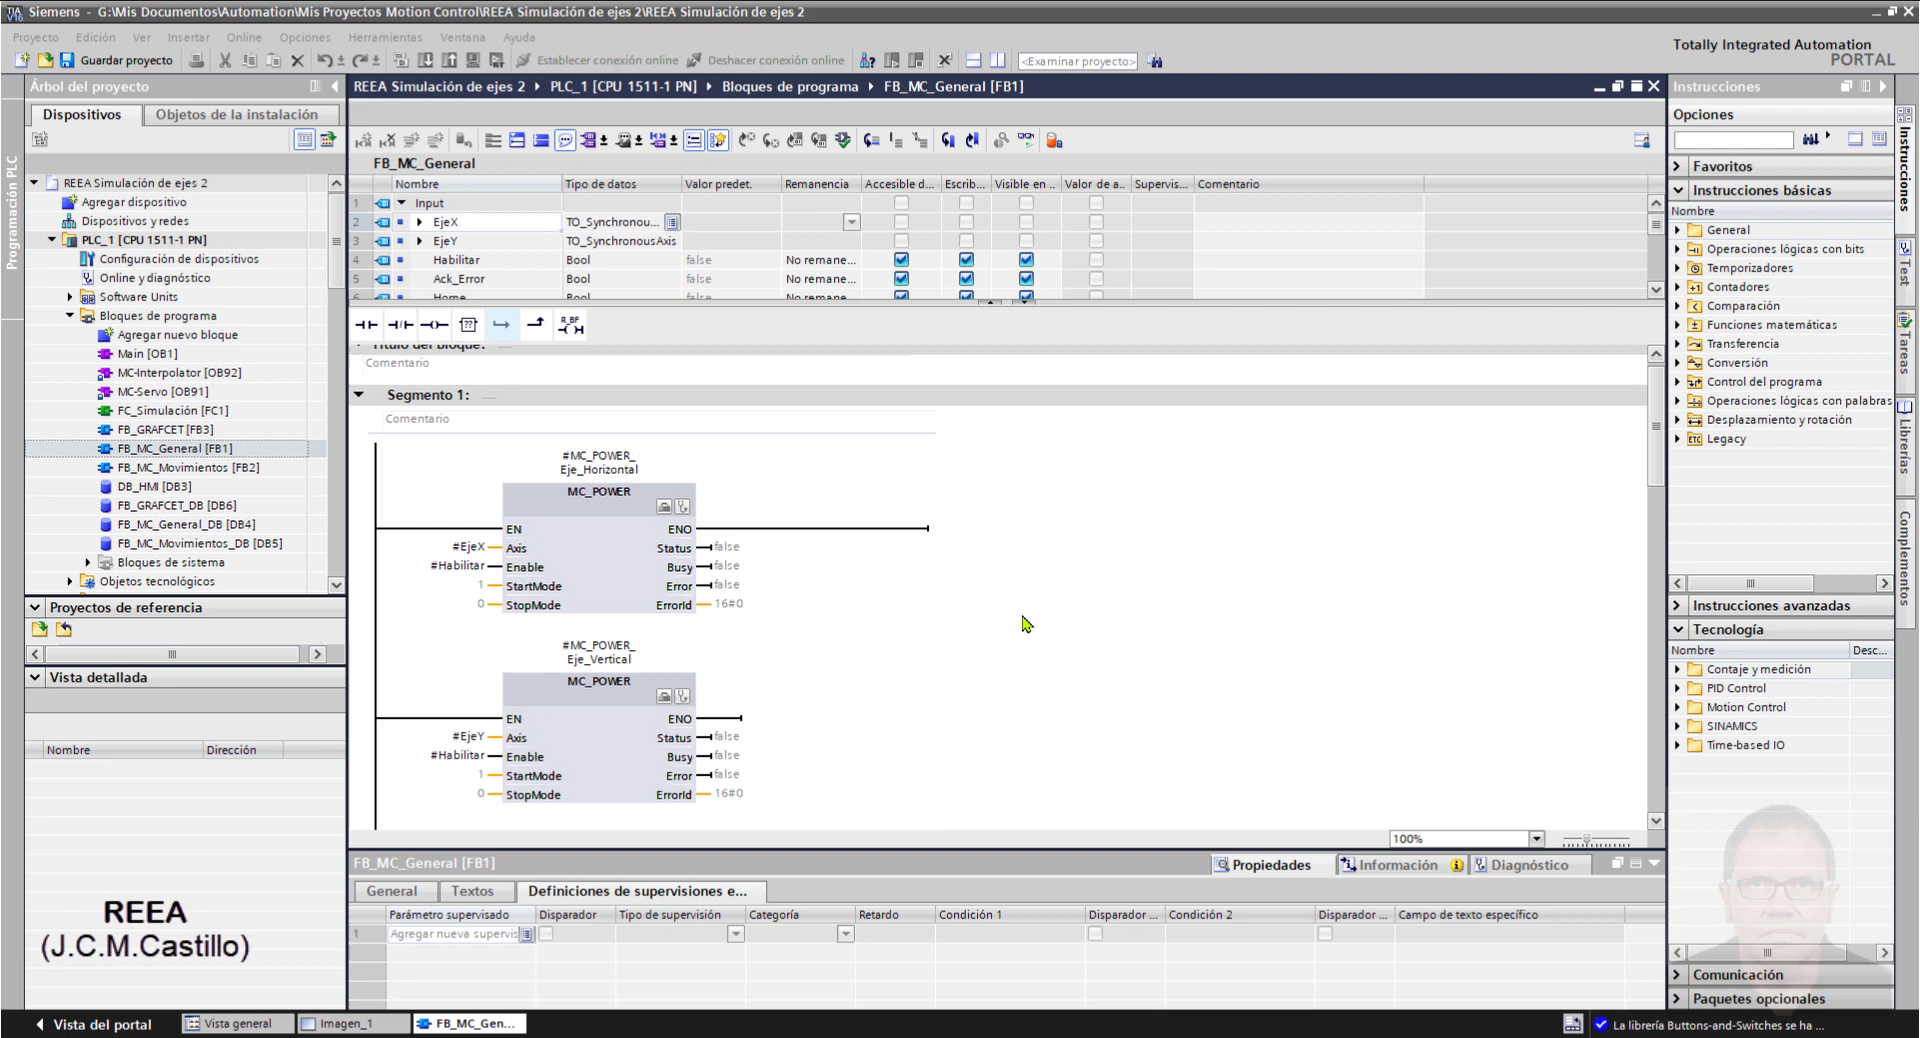 Siemens - G:\Mis Documentos\Automation\Mis Proyectos Motion Control\REEA Simulación de ejes 2\REEA Simulación de ejes 2
Proyecto Edición Ver Insertar Online Opciones Herramientas Ventana Ayuda
Guardar proyecto
Establecer conexión online
Deshacer conexión online
<Examinar proyecto>
Totally Integrated Automation
PORTAL
Programación PLC
Árbol del proyecto
Dispositivos
Objetos de la instalación
REEA Simulación de ejes 2
Agregar dispositivo
Dispositivos y redes
PLC_1 [CPU 1511-1 PN]
Configuración de dispositivos
Online y diagnóstico
Software Units
Bloques de programa
Agregar nuevo bloque
Main [OB1]
MC-Interpolator [OB92]
MC-Servo [OB91]
FC_Simulación [FC1]
FB_GRAFCET [FB3]
FB_MC_General [FB1]
FB_MC_Movimientos [FB2]
DB_HMI [DB3]
FB_GRAFCET_DB [DB6]
FB_MC_General_DB [DB4]
FB_MC_Movimientos_DB [DB5]
Bloques de sistema
Objetos tecnológicos
Proyectos de referencia
Vista detallada
Nombre Dirección
REEA
(J.C.M.Castillo)
REEA Simulación de ejes 2 PLC_1 [CPU 1511-1 PN] Bloques de programa FB_MC_General [FB1]
FB_MC_General
Nombre Tipo de datos Valor predet. Remanencia Accesible d... Escrib... Visible en .. Valor de a.. Supervis... Comentario
1 Input
2 EjeX TO_Synchronou...
3 EjeY TO_SynchronousAxis
4 Habilitar Bool false No remane...
5 Ack_Error Bool false No remane...
6 Home Bool false No remane...
Título del bloque: .....
Comentario
Segmento 1: .....
Comentario
#MC_POWER_
Eje_Horizontal
MC_POWER
EN ENO
#EjeX Axis Status false
#Habilitar Enable Busy false
1 StartMode Error false
0 StopMode ErrorId 16#0
#MC_POWER_
Eje_Vertical
MC_POWER
EN ENO
#EjeY Axis Status false
#Habilitar Enable Busy false
1 StartMode Error false
0 StopMode ErrorId 16#0
100%
FB_MC_General [FB1]
Propiedades Información Diagnóstico
General Textos Definiciones de supervisiones e...
Parámetro supervisado Disparador Tipo de supervisión Categoría Retardo Condición 1 Disparador ... Condición 2 Disparador ... Campo de texto específico
1 Agregar nueva supervis
Instrucciones
Opciones
Favoritos
Instrucciones básicas
Nombre
General
Operaciones lógicas con bits
Temporizadores
Contadores
Comparación
Funciones matemáticas
Transferencia
Conversión
Control del programa
Operaciones lógicas con palabras
Desplazamiento y rotación
Legacy
Instrucciones avanzadas
Tecnología
Nombre Desc...
Contaje y medición
PID Control
Motion Control
SINAMICS
Time-based IO
Comunicación
Paquetes opcionales
Instrucciones
Test
Tareas
Librerías
Complementos
Vista del portal
Vista general
Imagen_1
FB_MC_Gen...
La librería Buttons-and-Switches se ha ...